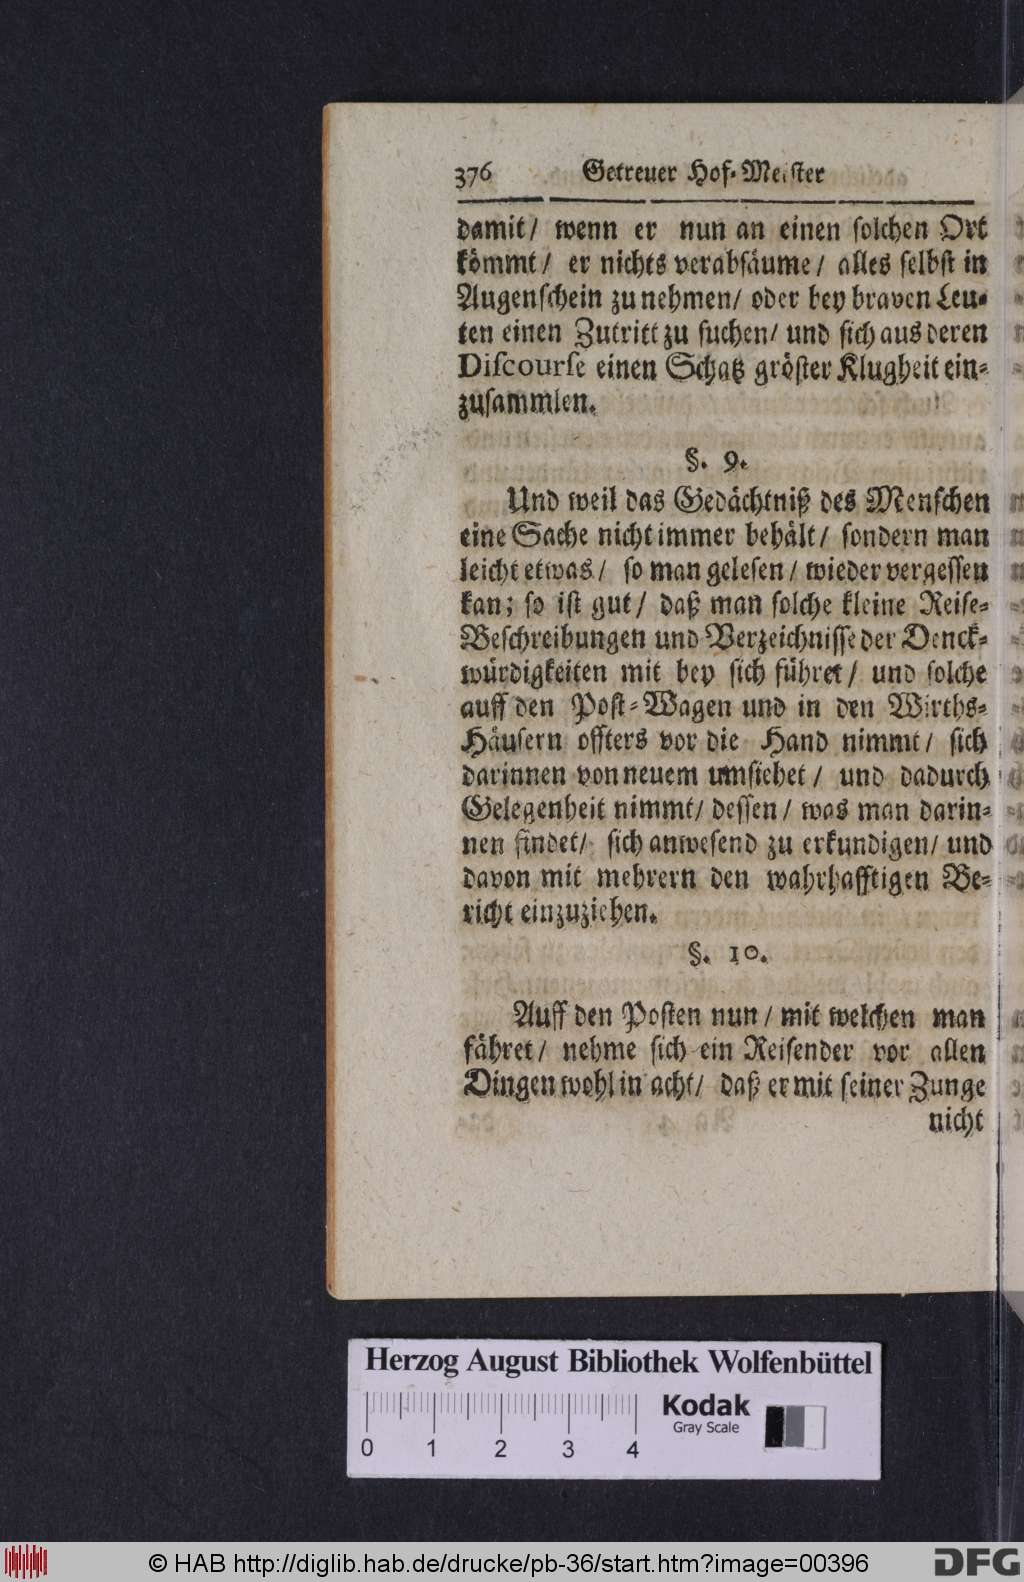 376 Getreuer Hof-Meister
damit/ wenn er nun an einen solchen Ort
kömmt/ er nichts verabsäume/ alles selbst in
Augenschein zu nehmen/ oder bey braven Leu-
ten einen Zutritt zu suchen/ und sich aus deren
Discourse einen Schatz gröster Klugheit ein-
zusammlen.
§. 9.
Und weil das Gedächtniß des Menschen
eine Sache nicht immer behält/ sondern man
leicht etwas/ so man gelesen/ wieder vergessen
kan; so ist gut/ daß man solche kleine Reise-
Beschreibungen und Verzeichnisse der Denck-
würdigkeiten mit bey sich führet/ und solche
auff den Post-Wagen und in den Wirths-
Häusern offters vor die Hand nimmt/ sich
darinnen von neuem umsiehet/ und dadurch
Gelegenheit nimmt/ dessen/ was man darin-
nen findet/ sich anwesend zu erkundigen/ und
davon mit mehrern den wahrhafftigen Be-
richt einzuziehen.
§. 10.
Auff den Posten nun/ mit welchen man
fähret/ nehme sich ein Reisender vor allen
Dingen wohl in acht/ daß er mit seiner Zunge
nicht
Herzog August Bibliothek Wolfenbüttel
Kodak
Gray Scale
0 1 2 3 4
© HAB http://diglib.hab.de/drucke/pb-36/start.htm?image=00396
DFG